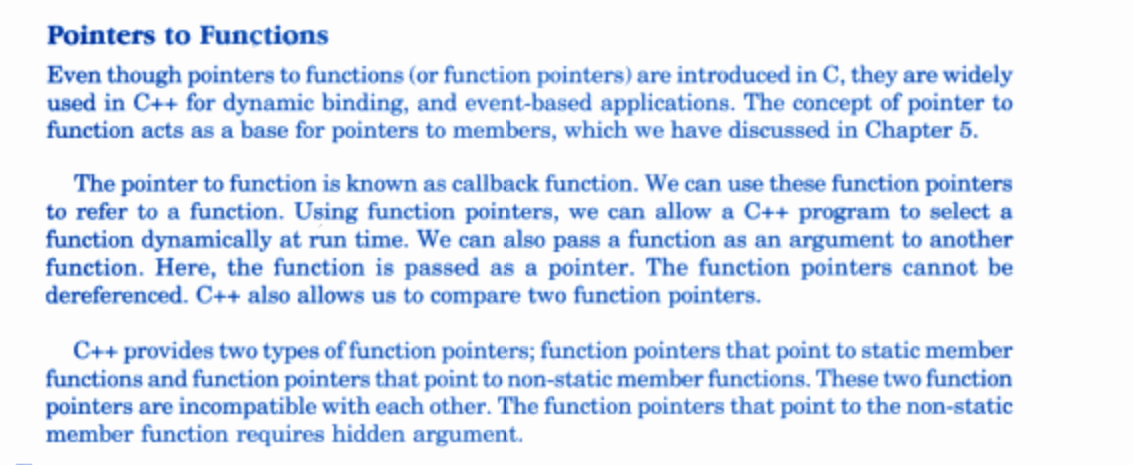 Pointers to Functions
Even though pointers to functions (or function pointers) are introduced in C, they are widely
used in C++ for dynamic binding, and event-based applications. The concept of pointer to
function acts as a base for pointers to members, which we have discussed in Chapter 5.
The pointer to function is known as callback function. We can use these function pointers
to refer to a function. Using function pointers, we can allow a C++ program to select a
function dynamically at run time. We can also pass a function as an argument to another
function. Here, the function is passed as a pointer. The function pointers cannot be
dereferenced. C++ also allows us to compare two function pointers.
C++ provides two types of function pointers; function pointers that point to static member
functions and function pointers that point to non-static member functions. These two function
pointers are incompatible with each other. The function pointers that point to the non-static
member function requires hidden argument.